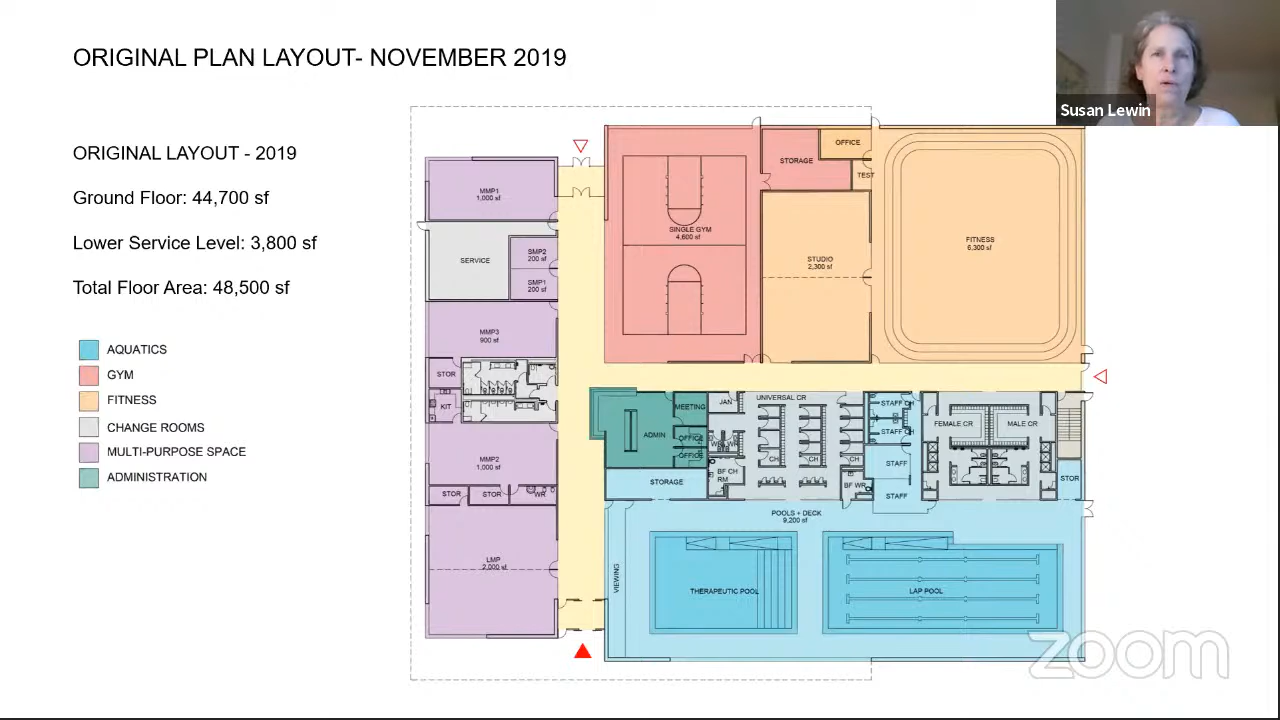 ORIGINAL PLAN LAYOUT- NOVEMBER 2019
Susan Lewin
ORIGINAL LAYOUT - 2019
Ground Floor: 44,700 sf
Lower Service Level: 3,800 sf
Total Floor Area: 48,500 sf
AQUATICS
GYM
FITNESS
CHANGE ROOMS
MULTI-PURPOSE SPACE
ADMINISTRATION
MMP1
1,000 sf
SERVICE
SMP2
200 sf
SMP1
200 sf
MMP3
900 sf
STOR
KIT
MMP2
1,000 sf
STOR
STOR
WR
LMP
2,000 sf
SINGLE GYM
4,600 sf
STORAGE
OFFICE
TEST
STUDIO
2,300 sf
FITNESS
6,300 sf
ADMIN
MEETING
OFFICE
OFFICE
STORAGE
JAN
UNIVERSAL CR
WR
WR
BF CH
RM
CH
CH
CH
BF WR
STAFF CH
STAFF CH
STAFF
STAFF
FEMALE CR
MALE CR
STOR
POOLS + DECK
9,200 sf
VIEWING
THERAPEUTIC POOL
LAP POOL
zoom